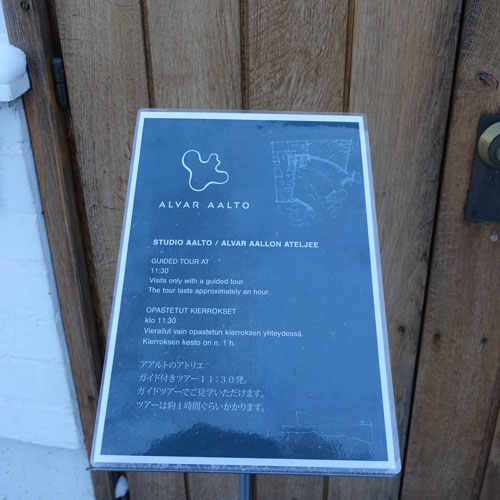 ALVAR AALTO
STUDIO AALTO / ALVAR AALLON ATELJEE
GUIDED TOUR AT
11:30
Visits only with a guided tour.
The tour lasts approximately an hour.
OPASTETUT KIERROKSET
klo 11.30
Vierailut vain opastetun kierroksen yhteydessä.
Kierroksen kesto on n. 1 h.
アアルトのアトリエ
ガイド付きツアー１１：３０発。
ガイドツアーでご見学いただけます。
ツアーは約１時間ぐらいかかります。